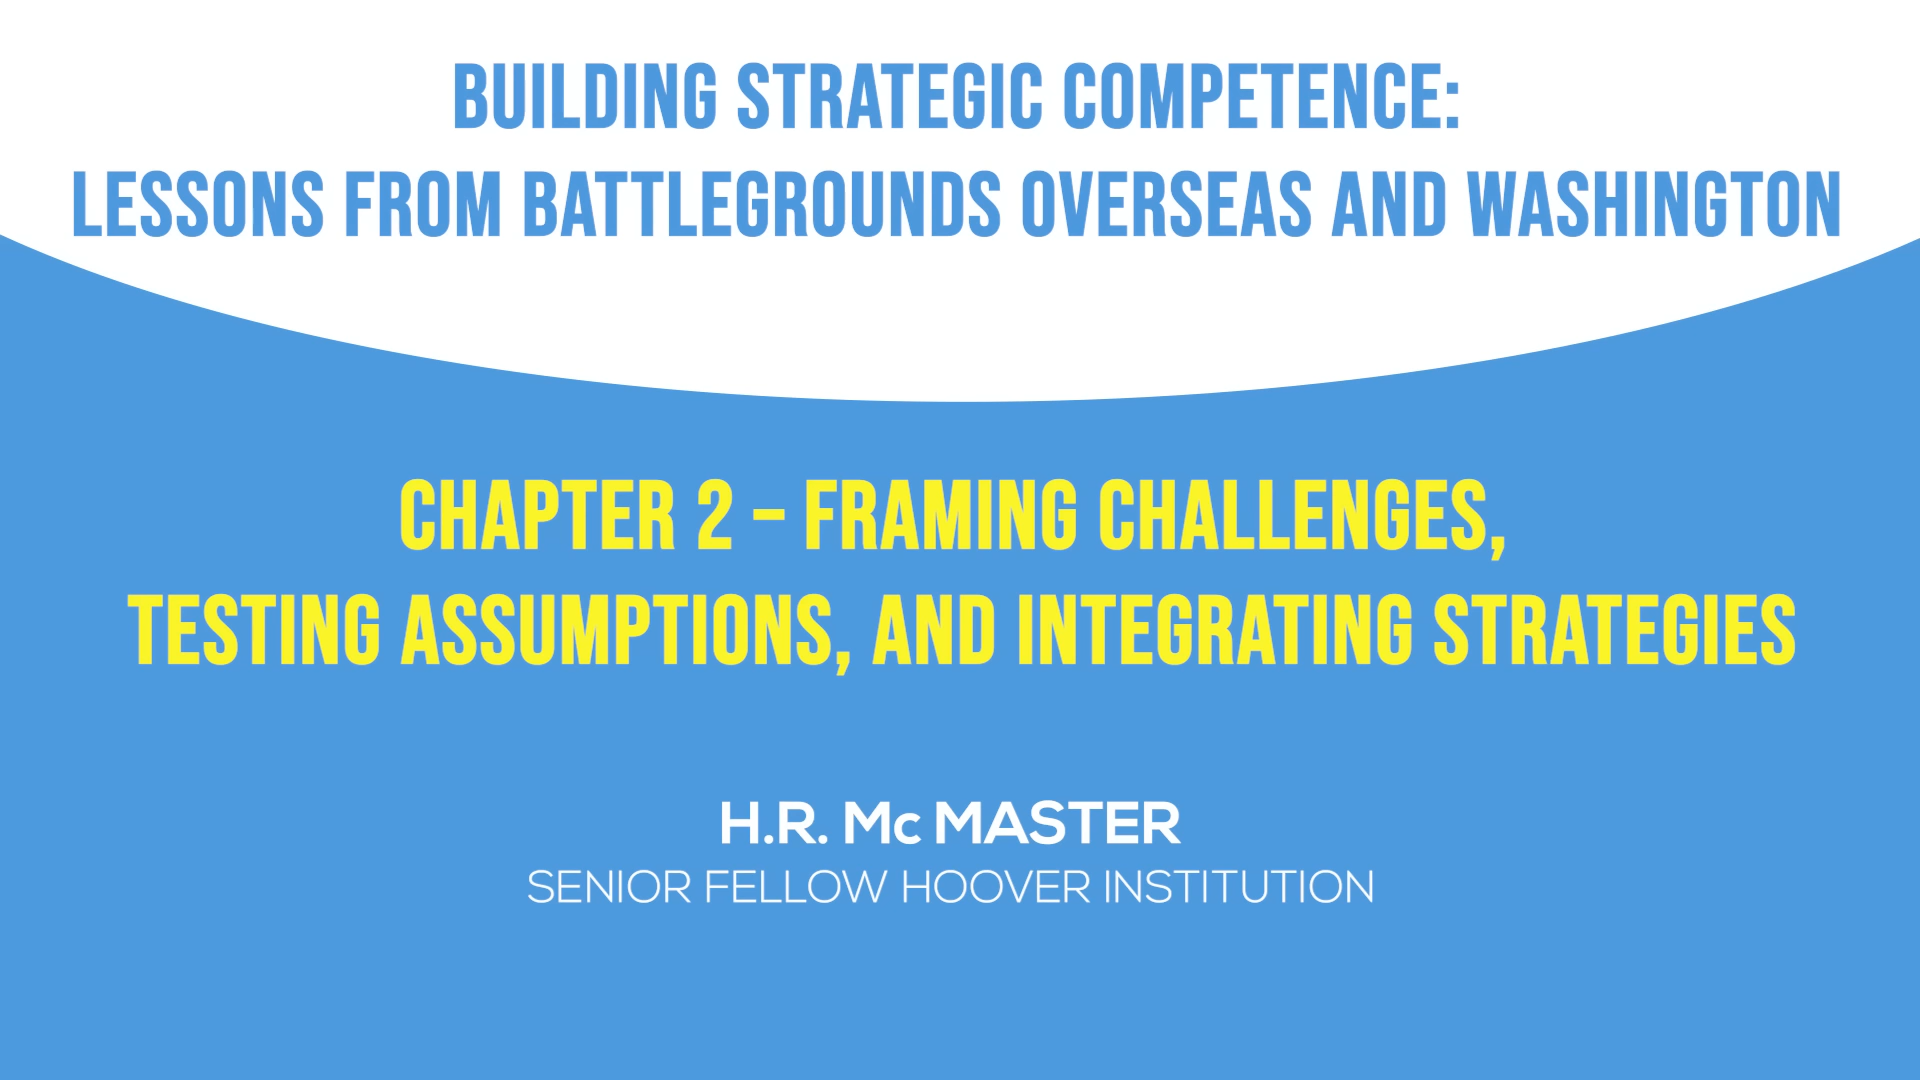 BUILDING STRATEGIC COMPETENCE:
LESSONS FROM BATTLEGROUNDS OVERSEAS AND WASHINGTON
CHAPTER 2 – FRAMING CHALLENGES,
TESTING ASSUMPTIONS, AND INTEGRATING STRATEGIES
H.R. Mc MASTER
SENIOR FELLOW HOOVER INSTITUTION